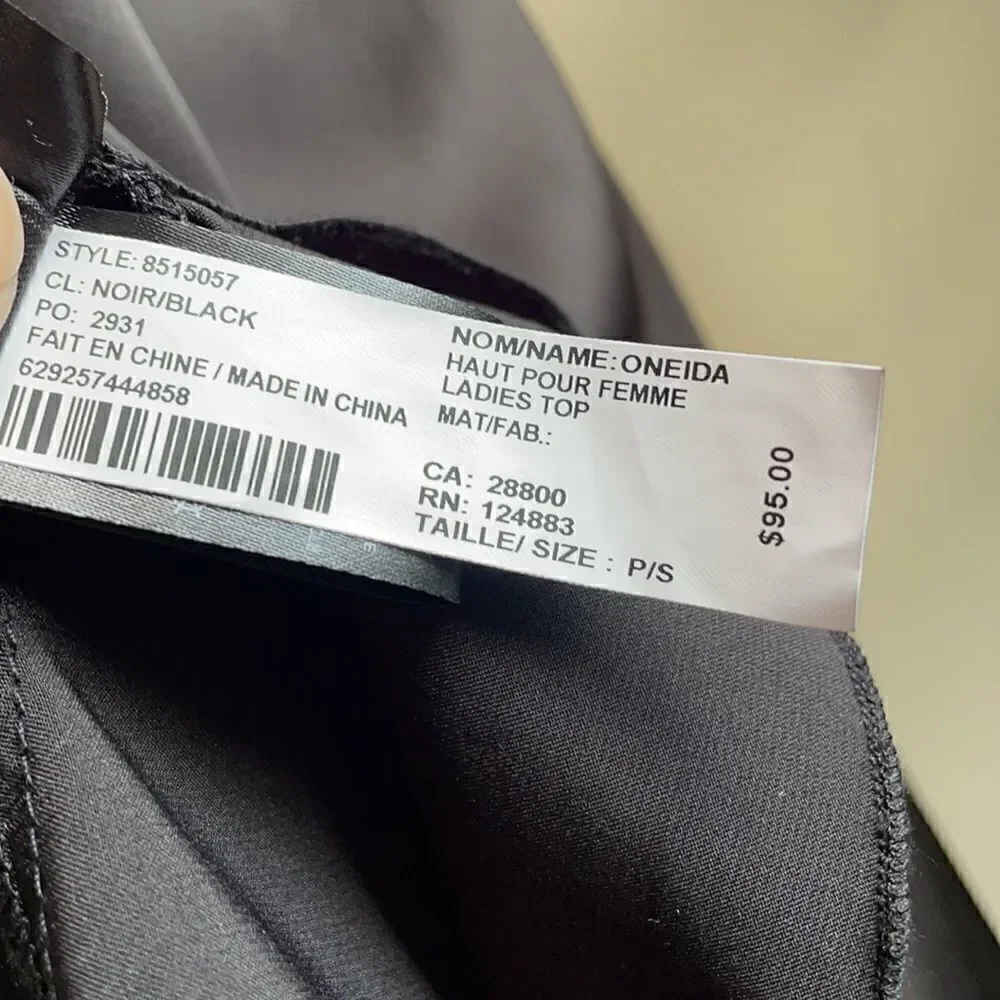 STYLE: 8515057
CL: NOIR/BLACK
PO: 2931
FAIT EN CHINE / MADE IN CHINA
629257444858
NOM/NAME: ONEIDA
HAUT POUR FEMME
LADIES TOP
MAT/FAB.:
CA: 28800
RN: 124883
TAILLE/ SIZE : P/S
$95.00